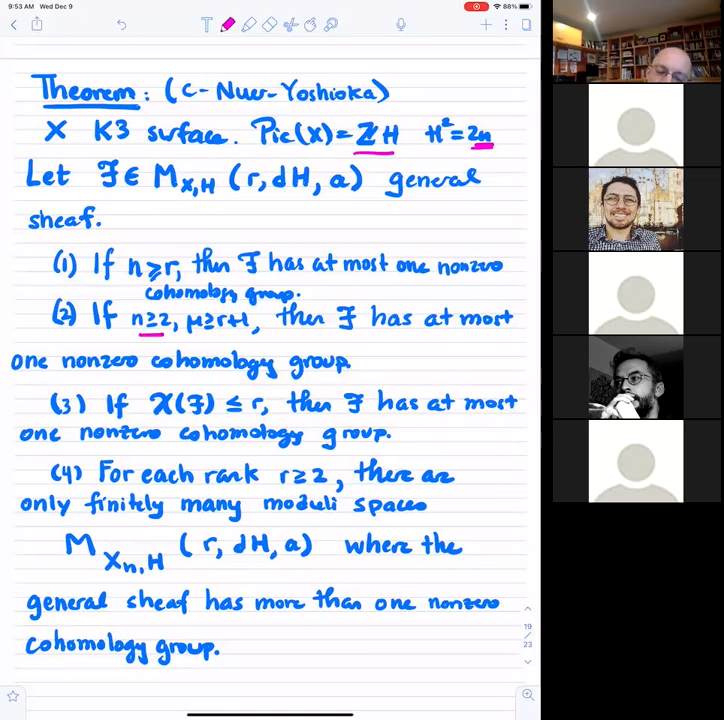 9:53 AM Wed Dec 9
88%
Theorem: (C-Nuer-Yoshioka)
X K3 surface. Pic(X) = ℤH H² = 2n
Let ℱ ∈ M_{X,H} (r, dH, a) general
sheaf.
(1) If n ≥ r, then ℱ has at most one nonzero
cohomology group.
(2) If n ≥ 2, μ ≥ r+1, then ℱ has at most
one nonzero cohomology group.
(3) If χ(ℱ) ≤ r, then ℱ has at most
one nonzero cohomology group.
(4) For each rank r ≥ 2, there are
only finitely many moduli spaces
M_{X_n,H} (r, dH, a) where the
general sheaf has more than one nonzero
cohomology group.
19
/
23